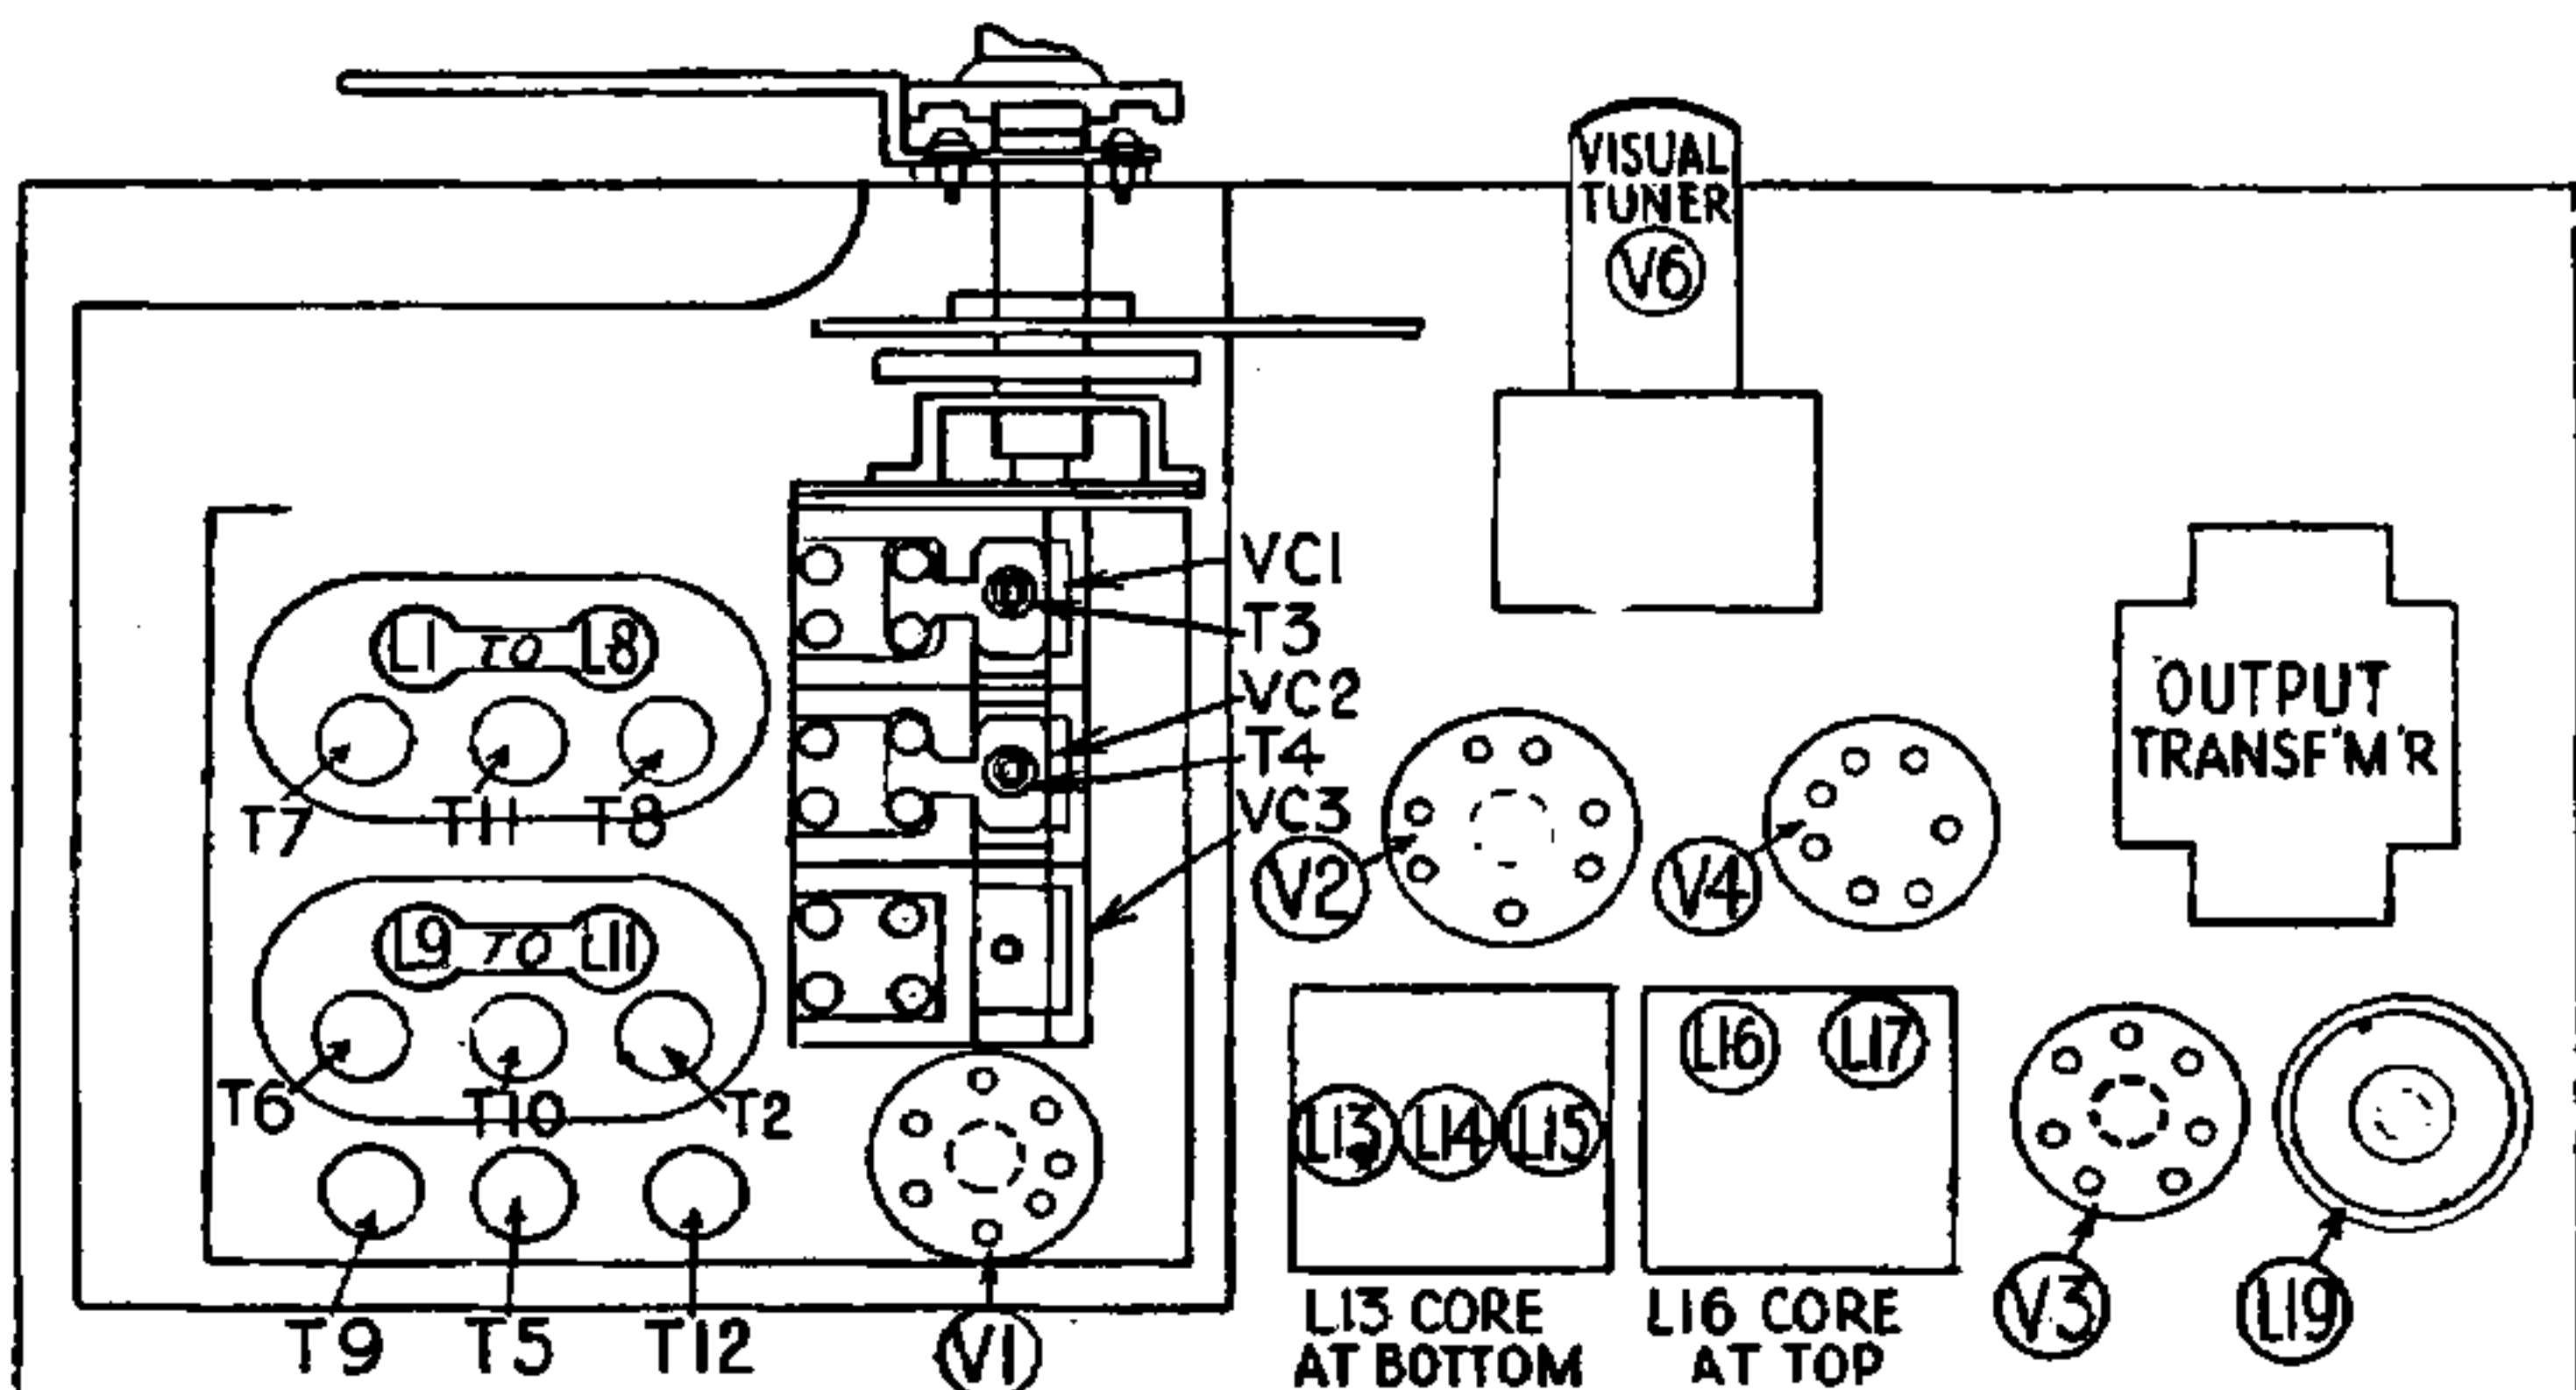 VISUAL
TUNER
V6
VC1
T3
VC2
T4
VC3
L1 TO L8
T7 T11 T8
L9 TO L11
T6 T10 T2
T9 T5 T12
V1
V2
V4
OUTPUT
TRANSF'M'R
L13 L14 L15
L16 L17
L13 CORE
AT BOTTOM
L16 CORE
AT TOP
V3
L19